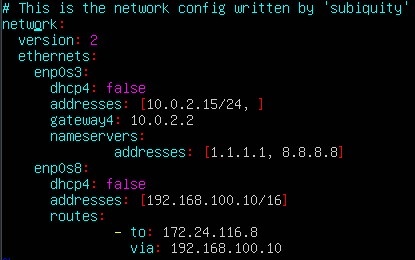 # This is the network config written by 'subiquity'
network:
  version: 2
  ethernets:
    enp0s3:
      dhcp4: false
      addresses: [10.0.2.15/24, ]
      gateway4: 10.0.2.2
      nameservers:
              addresses: [1.1.1.1, 8.8.8.8]
    enp0s8:
      dhcp4: false
      addresses: [192.168.100.10/16]
      routes:
              - to: 172.24.116.8
                via: 192.168.100.10